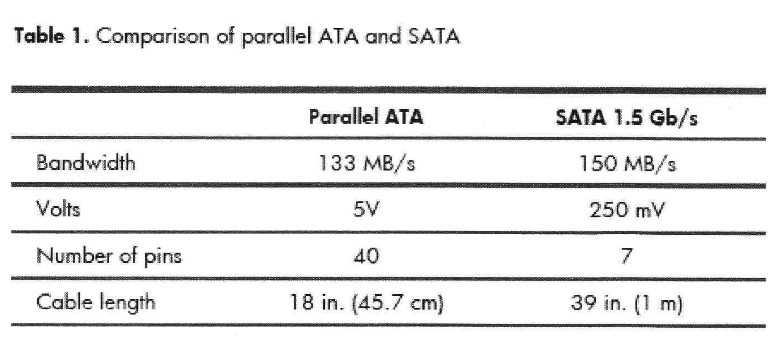 Table 1. Comparison of parallel ATA and SATA
Parallel ATA SATA 1.5 Gb/s
Bandwidth 133 MB/s 150 MB/s
Volts 5V 250 mV
Number of pins 40 7
Cable length 18 in. (45.7 cm) 39 in. (1 m)